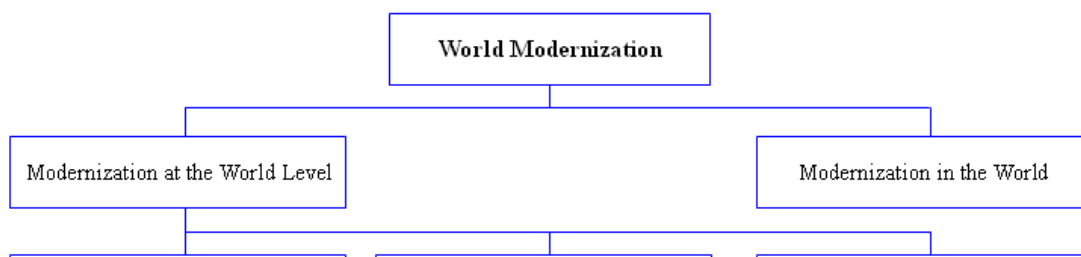 World Modernization
Modernization at the World Level
Modernization in the World